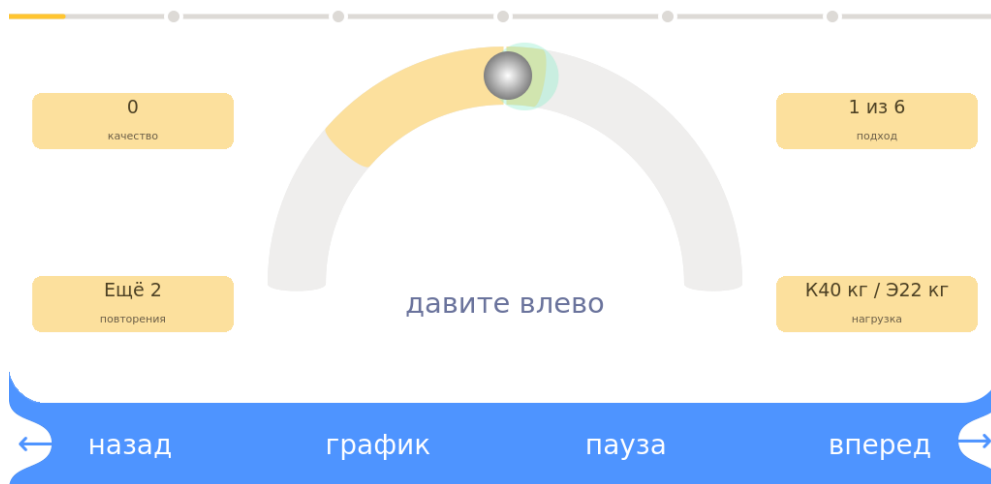 0
качество
1 из 6
подход
Ещё 2
повторения
давите влево
К40 кг / Э22 кг
нагрузка
← назад
график
пауза
вперед →